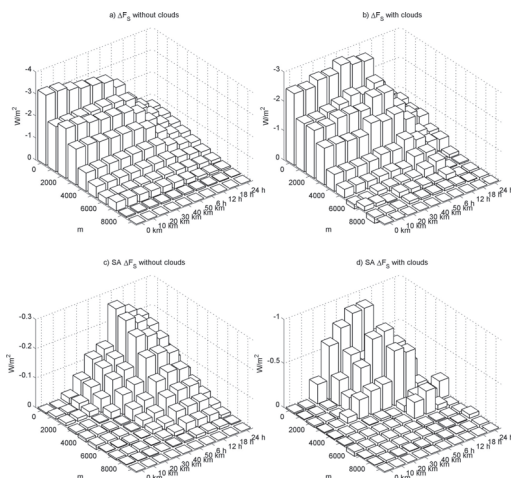 a) ΔF_S without clouds
b) ΔF_S with clouds
-4
-3
-2
-1
0
W/m²
0
2000
4000
6000
8000
m
0 km
10 km
20 km
30 km
40 km
50 km
6 h
12 h
18 h
24 h
-3
-2
-1
0
W/m²
0
2000
4000
6000
8000
m
0 km
10 km
20 km
30 km
40 km
50 km
6 h
12 h
18 h
24 h
c) SA ΔF_S without clouds
d) SA ΔF_S with clouds
-0.3
-0.2
-0.1
0
W/m²
0
2000
4000
6000
8000
m
0 km
10 km
20 km
30 km
40 km
50 km
6 h
12 h
18 h
24 h
-1
-0.5
0
W/m²
0
2000
4000
6000
8000
m
0 km
10 km
20 km
30 km
40 km
50 km
6 h
12 h
18 h
24 h